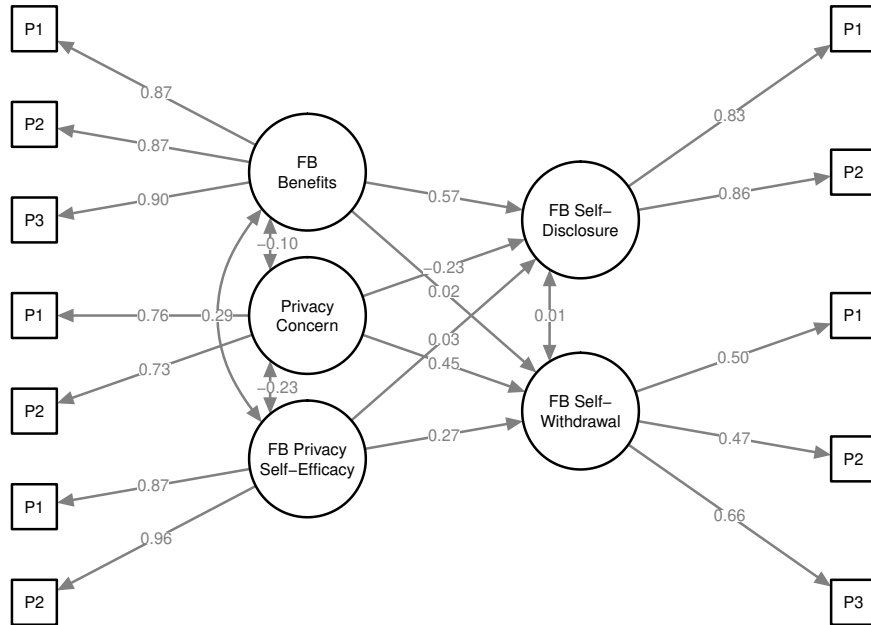 P1
P1
0.87
0.83
P2
0.87
FB
Benefits
P2
0.86
P3
0.90
0.57
FB Self−
Disclosure
−0.10
−0.23
0.02
P1
0.76
0.29
Privacy
Concern
0.01
P1
0.03
0.45
0.50
P2
0.73
−0.23
FB Self−
Withdrawal
0.27
0.47
P2
FB Privacy
Self−Efficacy
P1
0.87
0.66
0.96
P2
P3